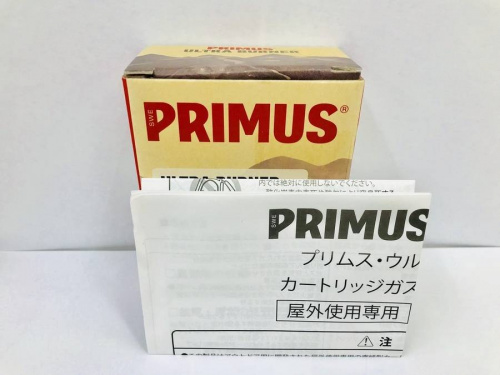 PRIMUS
ULTRA BURNER
SWE
PRIMUS®
ULTRA BURNER
内では絶対に使用しないでください。
SWE
PRIMUS
プリムス・ウル
カートリッジガス
屋外使用専用
⚠ 注